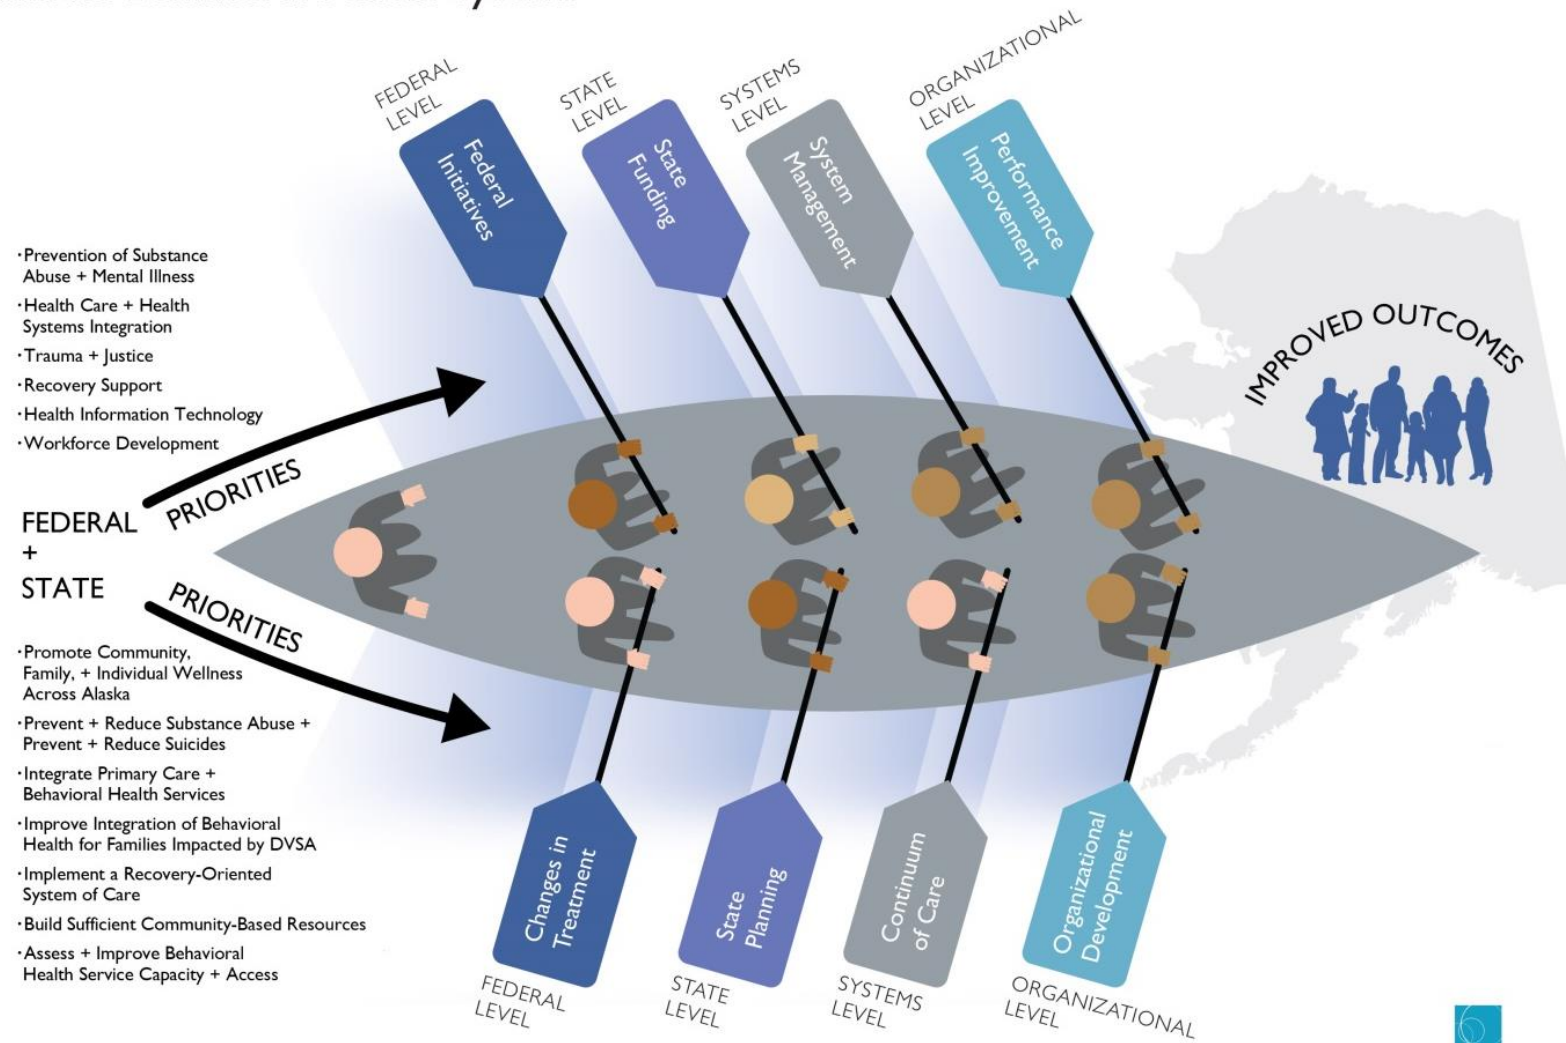 FEDERAL
LEVEL
STATE
LEVEL
SYSTEMS
LEVEL
ORGANIZATIONAL
LEVEL
Federal
Initiatives
State
Funding
System
Management
Performance
Improvement
·Prevention of Substance
Abuse + Mental Illness
·Health Care + Health
Systems Integration
·Trauma + Justice
·Recovery Support
·Health Information Technology
·Workforce Development
PRIORITIES
FEDERAL
+
STATE
PRIORITIES
·Promote Community,
Family, + Individual Wellness
Across Alaska
·Prevent + Reduce Substance Abuse +
Prevent + Reduce Suicides
·Integrate Primary Care +
Behavioral Health Services
·Improve Integration of Behavioral
Health for Families Impacted by DVSA
·Implement a Recovery-Oriented
System of Care
·Build Sufficient Community-Based Resources
·Assess + Improve Behavioral
Health Service Capacity + Access
IMPROVED OUTCOMES
Changes in
Treatment
State
Planning
Continuum
of Care
Organizational
Development
FEDERAL
LEVEL
STATE
LEVEL
SYSTEMS
LEVEL
ORGANIZATIONAL
LEVEL